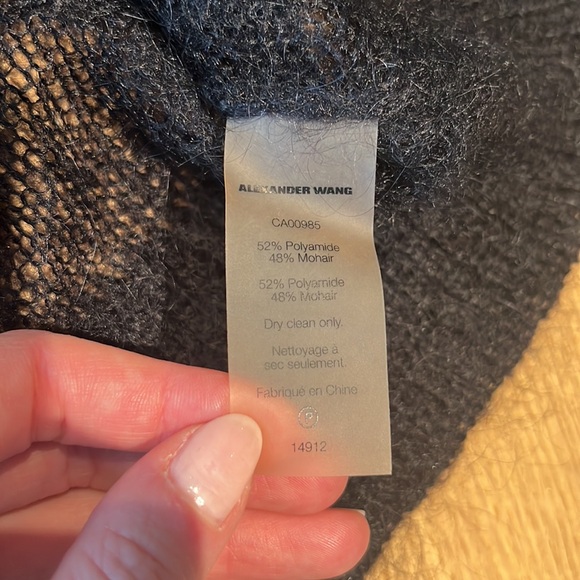 ALEXANDER WANG
CA00985
52% Polyamide
48% Mohair
52% Polyamide
48% Mohair
Dry clean only.
Nettoyage à
sec seulement.
Fabriqué en Chine
P
14912